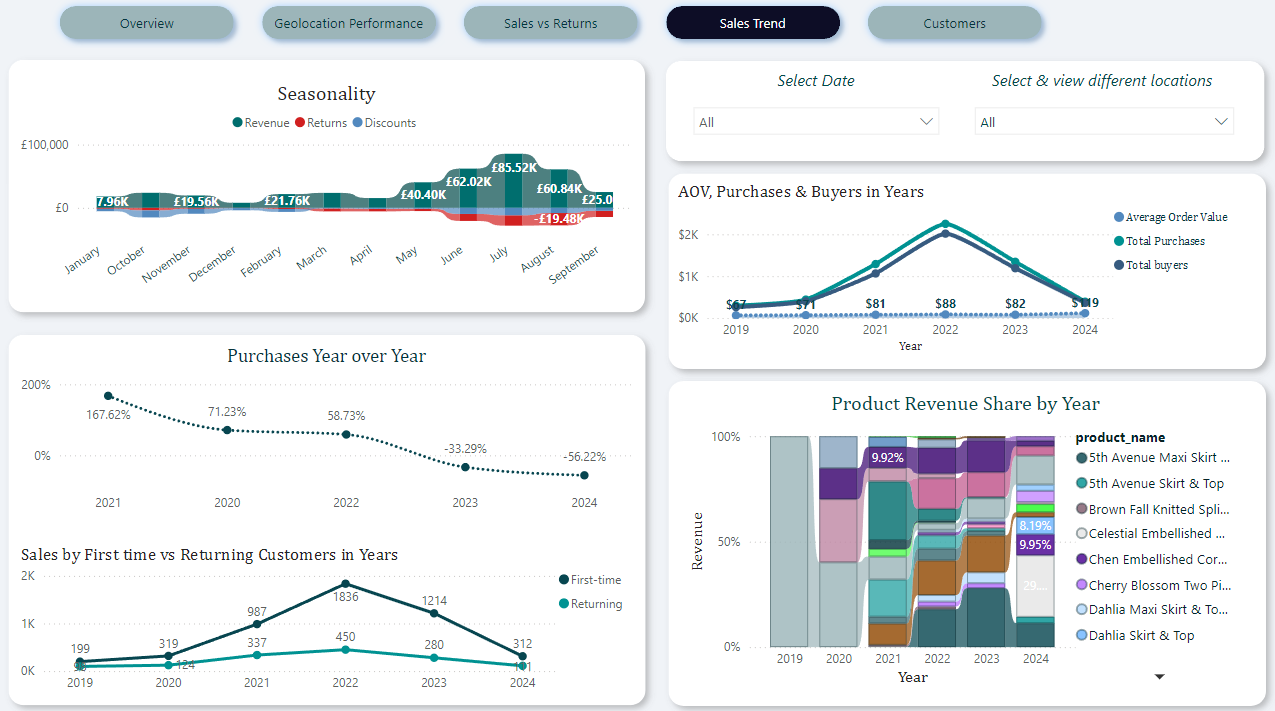 Overview
Geolocation Performance
Sales vs Returns
Sales Trend
Customers
Seasonality
Revenue Returns Discounts
£100,000
£0
7.96K
£19.56K
£21.76K
£40.40K
£62.02K
£85.52K
£60.84K
-£19.48K
£25.0
January
October
November
December
February
March
April
May
June
July
August
September
Select Date
All
Select & view different locations
All
AOV, Purchases & Buyers in Years
Average Order Value
Total Purchases
Total buyers
$2K
$1K
$0K
$67
$71
$81
$88
$82
$119
2019 2020 2021 2022 2023 2024
Year
Purchases Year over Year
200%
0%
167.62%
71.23%
58.73%
-33.29%
-56.22%
2021 2020 2022 2023 2024
Sales by First time vs Returning Customers in Years
First-time
Returning
2K
1K
0K
199 319 987 1836 1214 312
124 337 450 280
2019 2020 2021 2022 2023 2024
Product Revenue Share by Year
Revenue
100%
50%
0%
9.92%
8.19%
9.95%
29....
2019 2020 2021 2022 2023 2024
Year
product_name
5th Avenue Maxi Skirt ...
5th Avenue Skirt & Top
Brown Fall Knitted Spli...
Celestial Embellished ...
Chen Embellished Cor...
Cherry Blossom Two Pi...
Dahlia Maxi Skirt & To...
Dahlia Skirt & Top